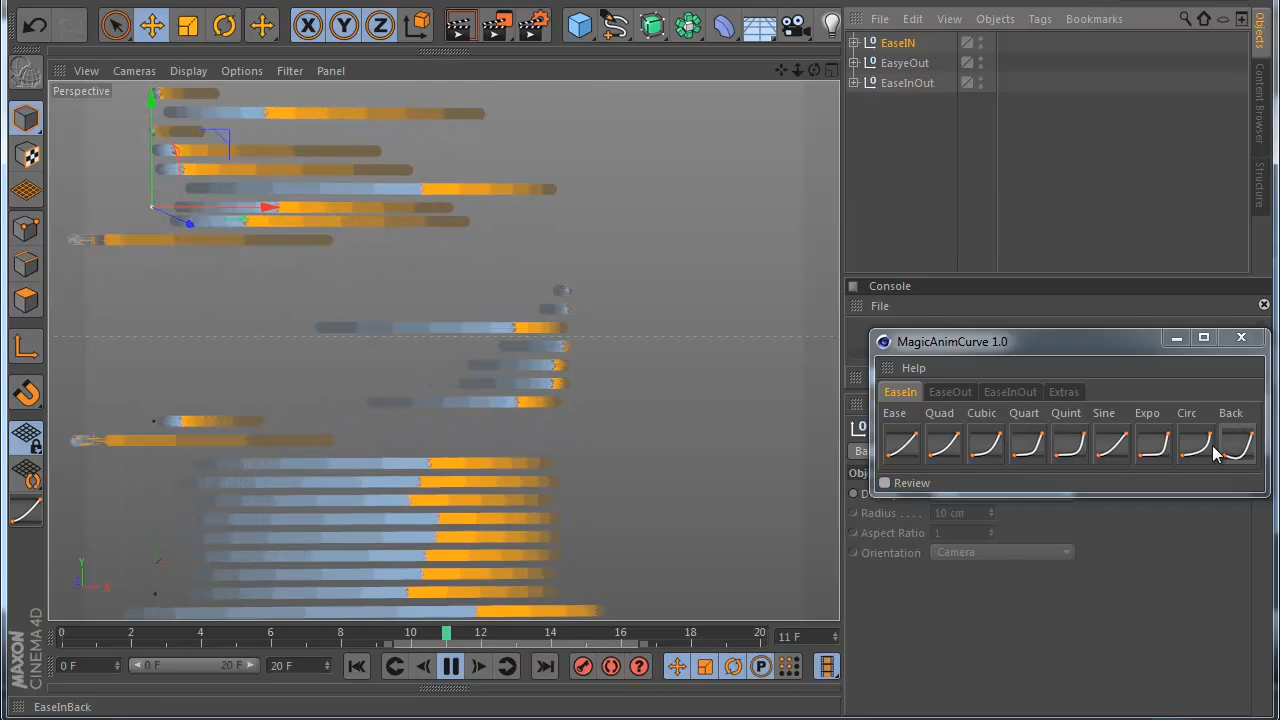 File Edit View Objects Tags Bookmarks
View Cameras Display Options Filter Panel
Perspective
EaseIN
EasyeOut
EaseInOut
Objects
Content Browser
Structure
Console
File
MagicAnimCurve 1.0
Help
EaseIn EaseOut EaseInOut Extras
Ease Quad Cubic Quart Quint Sine Expo Circ Back
Review
Ba
Obj
D
Radius . . . . 10 cm
Aspect Ratio 1
Orientation Camera
X Y Z
Y
Z X
0 2 4 6 8 10 12 14 16 18 20 11 F
0 F 0 F 20 F 20 F
P
EaseInBack
MAXON
CINEMA 4D